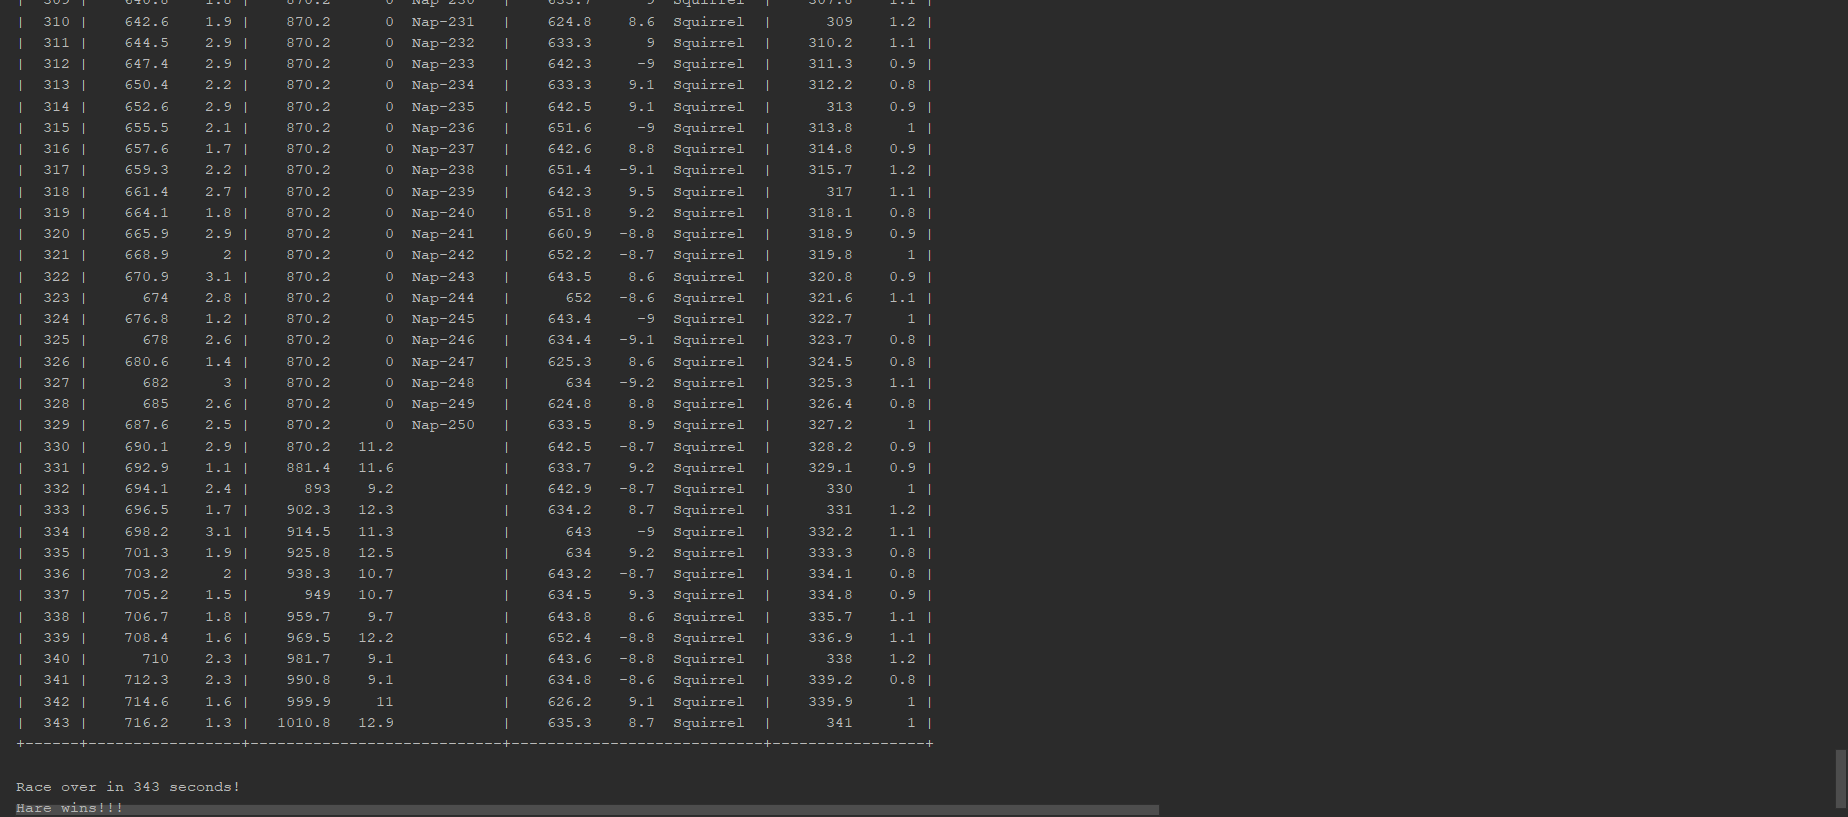 | 309 | 640.8 1.8 | 870.2 0 Nap-230 | 633.7 9 Squirrel | 307.8 1.1 |
| 310 | 642.6 1.9 | 870.2 0 Nap-231 | 624.8 8.6 Squirrel | 309 1.2 |
| 311 | 644.5 2.9 | 870.2 0 Nap-232 | 633.3 9 Squirrel | 310.2 1.1 |
| 312 | 647.4 2.9 | 870.2 0 Nap-233 | 642.3 -9 Squirrel | 311.3 0.9 |
| 313 | 650.4 2.2 | 870.2 0 Nap-234 | 633.3 9.1 Squirrel | 312.2 0.8 |
| 314 | 652.6 2.9 | 870.2 0 Nap-235 | 642.5 9.1 Squirrel | 313 0.9 |
| 315 | 655.5 2.1 | 870.2 0 Nap-236 | 651.6 -9 Squirrel | 313.8 1 |
| 316 | 657.6 1.7 | 870.2 0 Nap-237 | 642.6 8.8 Squirrel | 314.8 0.9 |
| 317 | 659.3 2.2 | 870.2 0 Nap-238 | 651.4 -9.1 Squirrel | 315.7 1.2 |
| 318 | 661.4 2.7 | 870.2 0 Nap-239 | 642.3 9.5 Squirrel | 317 1.1 |
| 319 | 664.1 1.8 | 870.2 0 Nap-240 | 651.8 9.2 Squirrel | 318.1 0.8 |
| 320 | 665.9 2.9 | 870.2 0 Nap-241 | 660.9 -8.8 Squirrel | 318.9 0.9 |
| 321 | 668.9 2 | 870.2 0 Nap-242 | 652.2 -8.7 Squirrel | 319.8 1 |
| 322 | 670.9 3.1 | 870.2 0 Nap-243 | 643.5 8.6 Squirrel | 320.8 0.9 |
| 323 | 674 2.8 | 870.2 0 Nap-244 | 652 -8.6 Squirrel | 321.6 1.1 |
| 324 | 676.8 1.2 | 870.2 0 Nap-245 | 643.4 -9 Squirrel | 322.7 1 |
| 325 | 678 2.6 | 870.2 0 Nap-246 | 634.4 -9.1 Squirrel | 323.7 0.8 |
| 326 | 680.6 1.4 | 870.2 0 Nap-247 | 625.3 8.6 Squirrel | 324.5 0.8 |
| 327 | 682 3 | 870.2 0 Nap-248 | 634 -9.2 Squirrel | 325.3 1.1 |
| 328 | 685 2.6 | 870.2 0 Nap-249 | 624.8 8.8 Squirrel | 326.4 0.8 |
| 329 | 687.6 2.5 | 870.2 0 Nap-250 | 633.5 8.9 Squirrel | 327.2 1 |
| 330 | 690.1 2.9 | 870.2 11.2 | 642.5 -8.7 Squirrel | 328.2 0.9 |
| 331 | 692.9 1.1 | 881.4 11.6 | 633.7 9.2 Squirrel | 329.1 0.9 |
| 332 | 694.1 2.4 | 893 9.2 | 642.9 -8.7 Squirrel | 330 1 |
| 333 | 696.5 1.7 | 902.3 12.3 | 634.2 8.7 Squirrel | 331 1.2 |
| 334 | 698.2 3.1 | 914.5 11.3 | 643 -9 Squirrel | 332.2 1.1 |
| 335 | 701.3 1.9 | 925.8 12.5 | 634 9.2 Squirrel | 333.3 0.8 |
| 336 | 703.2 2 | 938.3 10.7 | 643.2 -8.7 Squirrel | 334.1 0.8 |
| 337 | 705.2 1.5 | 949 10.7 | 634.5 9.3 Squirrel | 334.8 0.9 |
| 338 | 706.7 1.8 | 959.7 9.7 | 643.8 8.6 Squirrel | 335.7 1.1 |
| 339 | 708.4 1.6 | 969.5 12.2 | 652.4 -8.8 Squirrel | 336.9 1.1 |
| 340 | 710 2.3 | 981.7 9.1 | 643.6 -8.8 Squirrel | 338 1.2 |
| 341 | 712.3 2.3 | 990.8 9.1 | 634.8 -8.6 Squirrel | 339.2 0.8 |
| 342 | 714.6 1.6 | 999.9 11 | 626.2 9.1 Squirrel | 339.9 1 |
| 343 | 716.2 1.3 | 1010.8 12.9 | 635.3 8.7 Squirrel | 341 1 |
+------+-----------------+----------------------------+----------------------------+-----------------+
Race over in 343 seconds!
Hare wins!!!